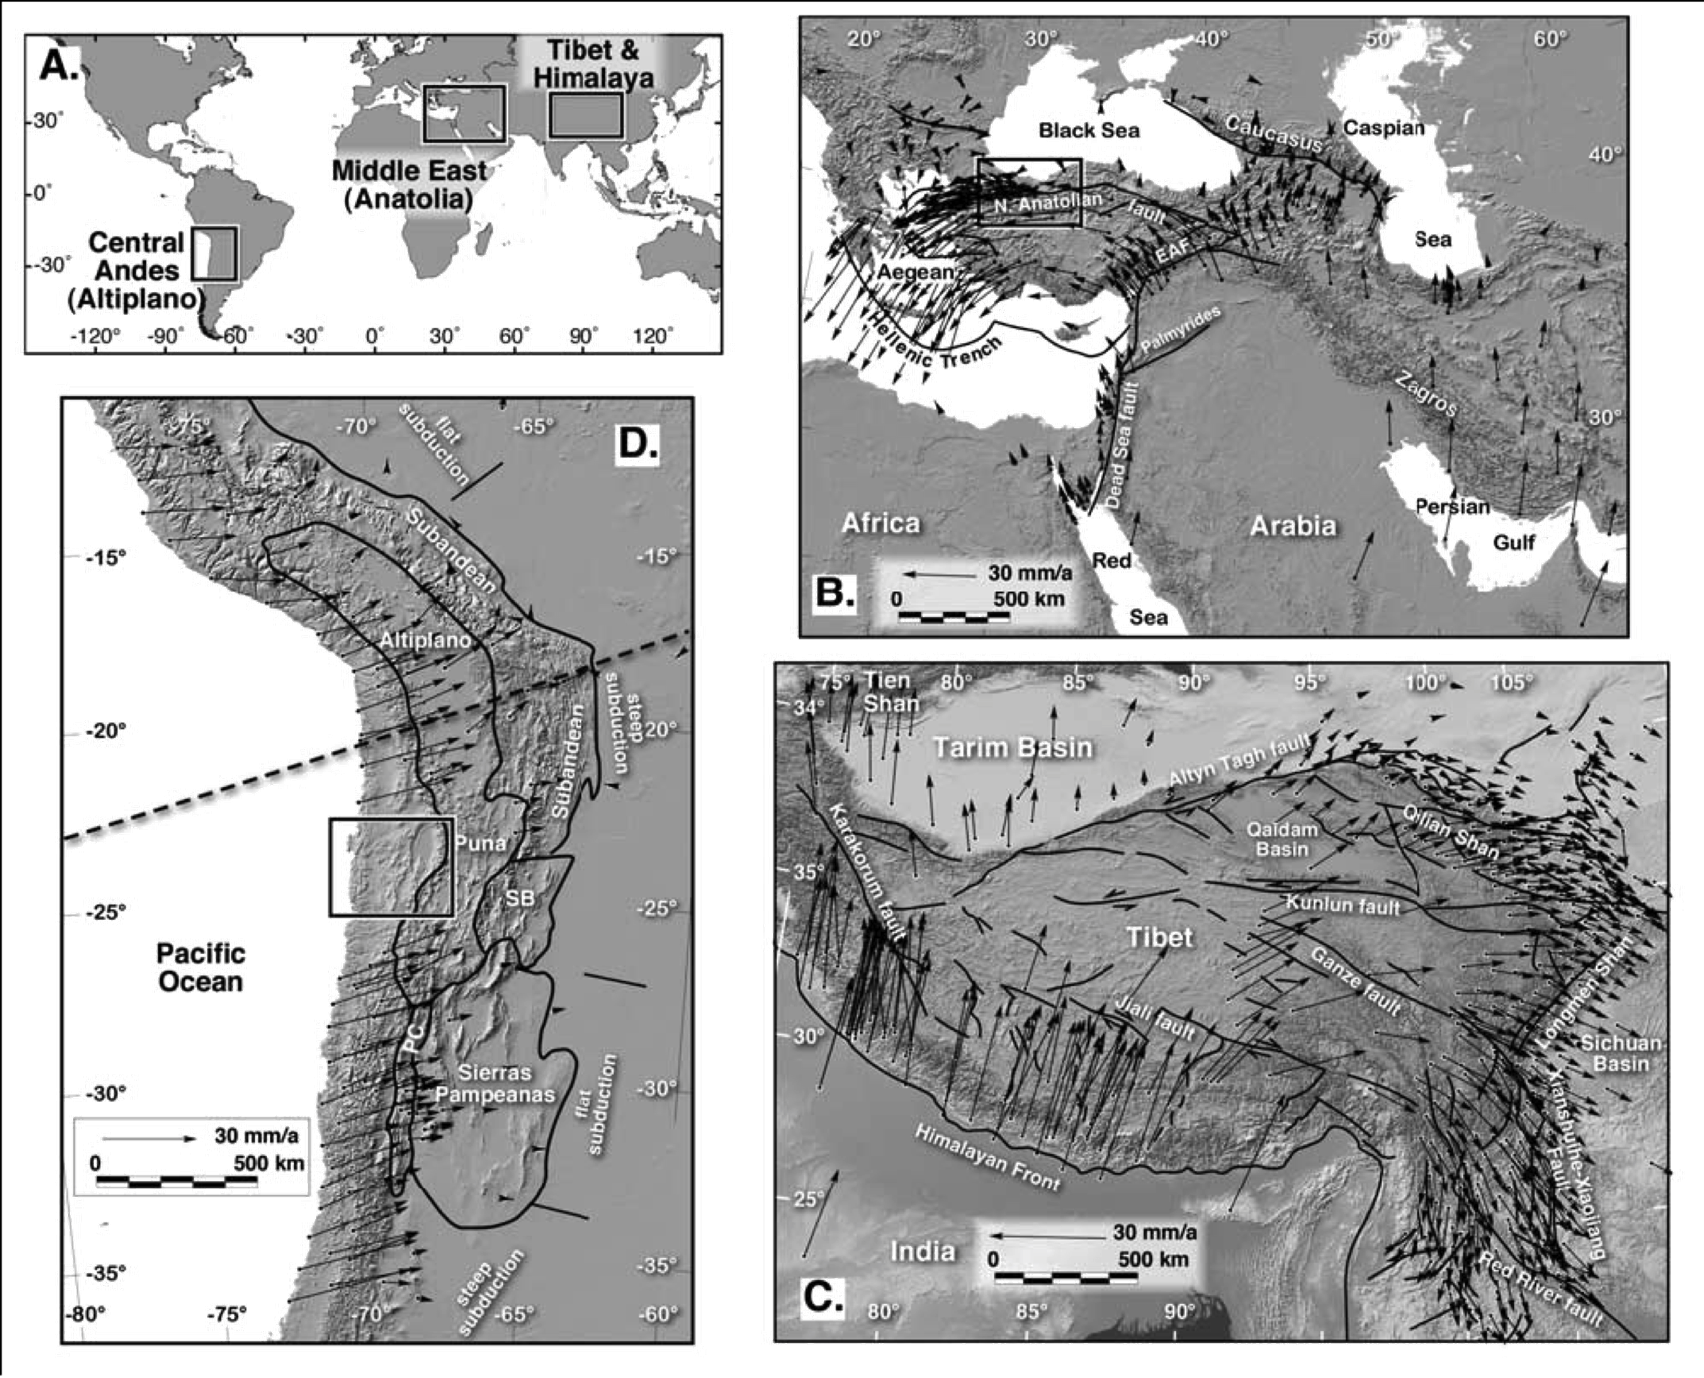 A.
Tibet &
Himalaya
Middle East
(Anatolia)
Central
Andes
(Altiplano)
30°
0°
-30°
-120° -90° -60° -30° 0° 30° 60° 90° 120°
B.
20° 30° 40° 50° 60°
40°
30°
Black Sea
Caucasus
Caspian
Sea
N. Anatolian
fault
EAF
Aegean
Hellenic Trench
Palmyrides
Dead Sea fault
Zagros
Africa
Arabia
Persian
Gulf
Red
Sea
30 mm/a
0 500 km
D.
-75° -70° -65°
flat
subduction
Subandean
-15° -15°
Altiplano
steep
subduction
-20° -20°
Subandean
Puna
SB
-25° -25°
Pacific
Ocean
PC
Sierras
Pampeanas
flat
subduction
-30° -30°
30 mm/a
0 500 km
steep
subduction
-35° -35°
-80° -75° -70° -65° -60°
C.
75° 80° 85° 90° 95° 100° 105°
Tien
Shan
34°
Tarim Basin
Altyn Tagh fault
Karakorum fault
Qaidam
Basin
Qilian Shan
35°
Kunlun fault
Tibet
Ganze fault
Longmen Shan
Jiali fault
30°
Sichuan
Basin
Himalayan Front
Xianshuihe-Xiaojiang
Fault
25°
India
30 mm/a
0 500 km
Red River fault
80° 85° 90°